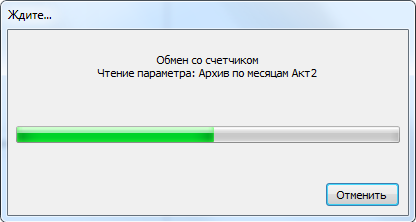 Ждите...
Обмен со счетчиком
Чтение параметра: Архив по месяцам Акт2
Отменить